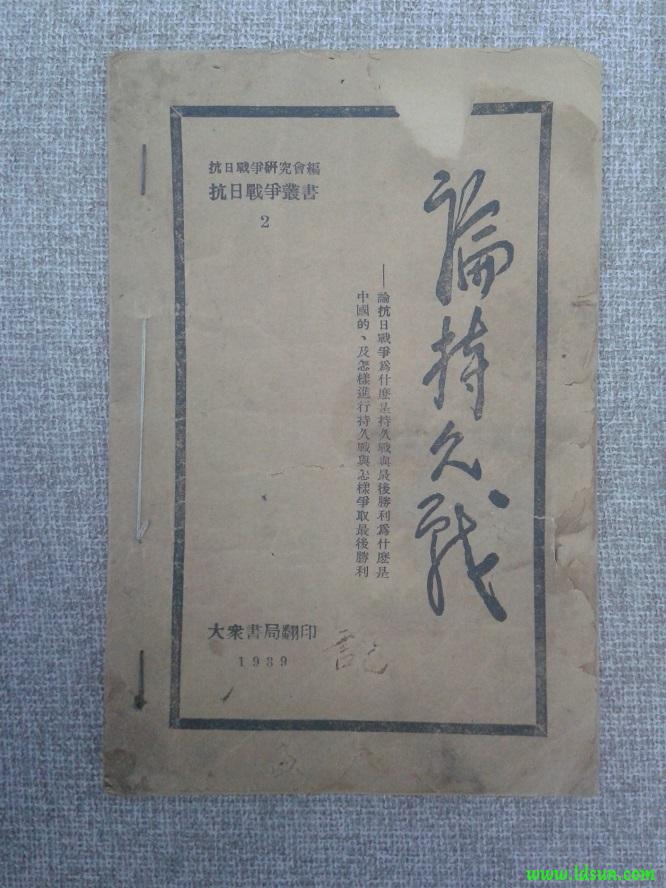 論持久戰
——論抗日戰爭為什麼是持久戰與最後勝利為什麼是
中國的、及怎樣進行持久戰與怎樣爭取最後勝利
抗日戰爭研究會編
抗日戰爭叢書
2
大衆書局翻印
1939
www.ldsun.com